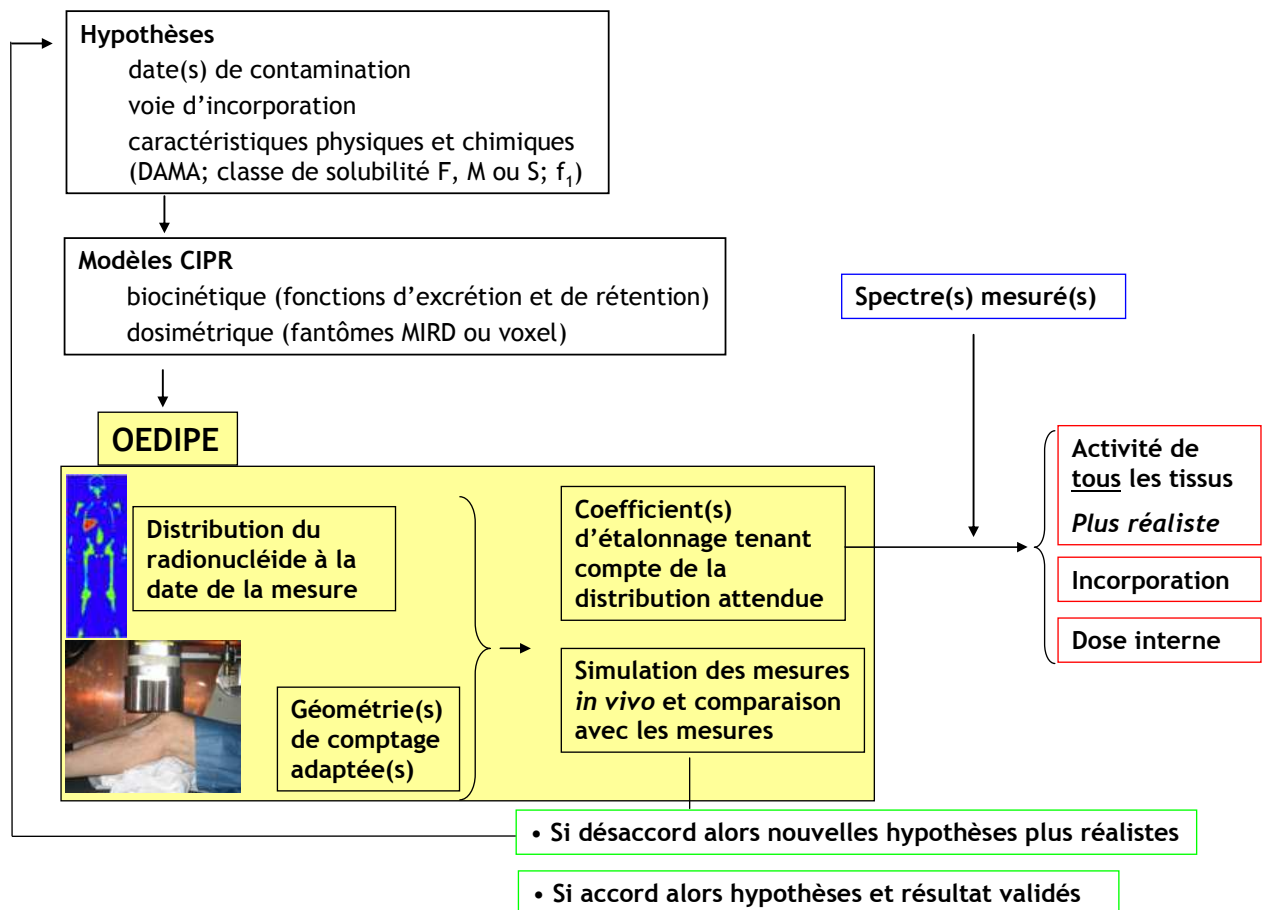 Hypothèses
date(s) de contamination
voie d'incorporation
caractéristiques physiques et chimiques
(DAMA; classe de solubilité F, M ou S; f1)
Modèles CIPR
biocinétique (fonctions d'excrétion et de rétention)
dosimétrique (fantômes MIRD ou voxel)
Spectre(s) mesuré(s)
OEDIPE
Distribution du
radionucléide à la
date de la mesure
Géométrie(s)
de comptage
adaptée(s)
Coefficient(s)
d'étalonnage tenant
compte de la
distribution attendue
Simulation des mesures
in vivo et comparaison
avec les mesures
Activité de
tous les tissus
Plus réaliste
Incorporation
Dose interne
• Si désaccord alors nouvelles hypothèses plus réalistes
• Si accord alors hypothèses et résultat validés